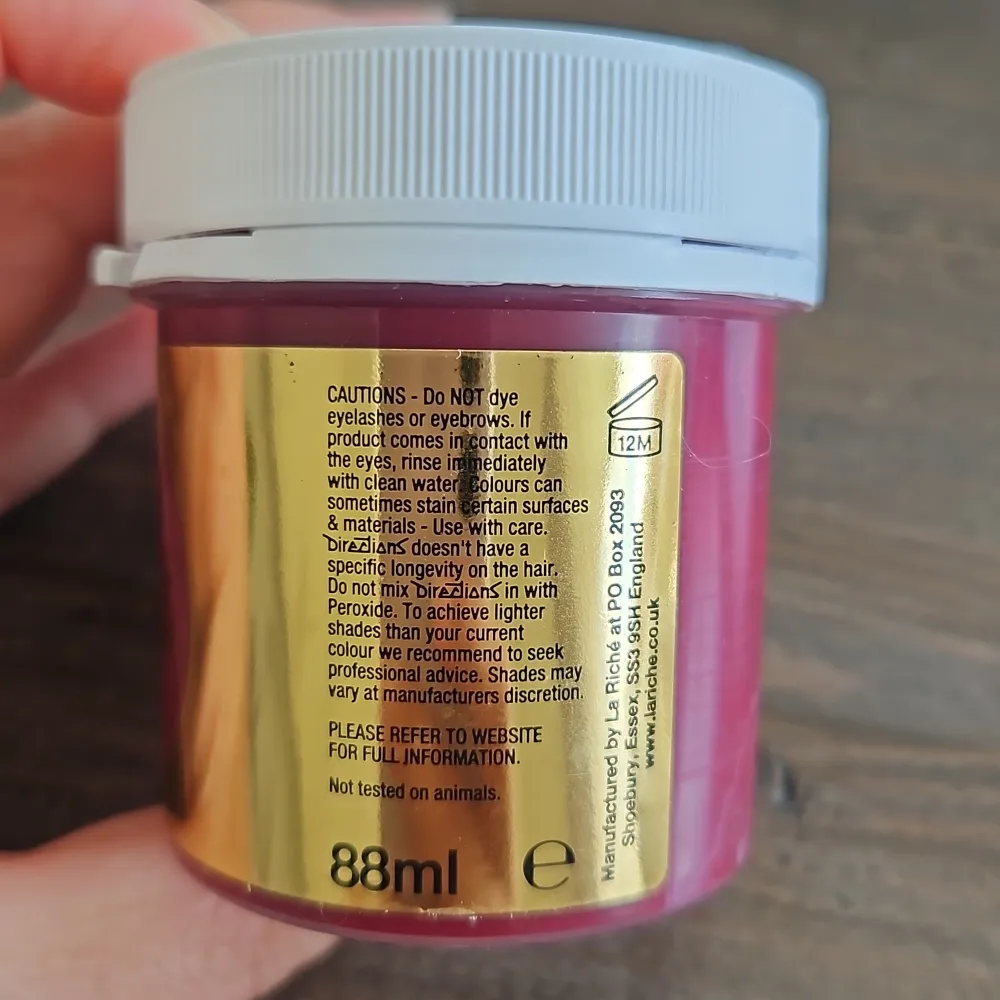 CAUTIONS - Do NOT dye
eyelashes or eyebrows. If
product comes in contact with
the eyes, rinse immediately
with clean water. Colours can
sometimes stain certain surfaces
& materials - Use with care.
Directions doesn't have a
specific longevity on the hair.
Do not mix Directions in with
Peroxide. To achieve lighter
shades than your current
colour we recommend to seek
professional advice. Shades may
vary at manufacturers discretion.
PLEASE REFER TO WEBSITE
FOR FULL INFORMATION.
Not tested on animals.
88ml e
12M
Manufactured by La Riché at PO Box 2093
Shoebury, Essex, SS3 9SH England
www.lariche.co.uk